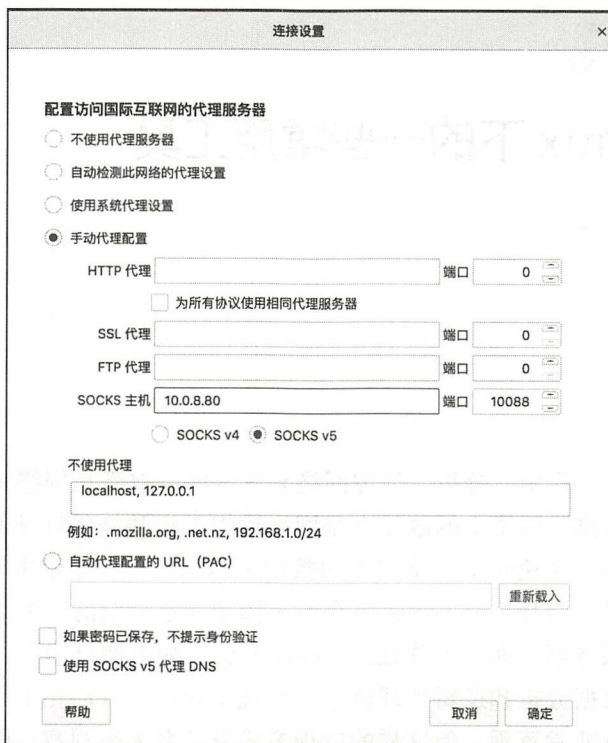 连接设置 ×
配置访问国际互联网的代理服务器
不使用代理服务器
自动检测此网络的代理设置
使用系统代理设置
手动代理配置
HTTP 代理 端口 0
为所有协议使用相同代理服务器
SSL 代理 端口 0
FTP 代理 端口 0
SOCKS 主机 10.0.8.80 端口 10088
SOCKS v4 SOCKS v5
不使用代理
localhost, 127.0.0.1
例如：.mozilla.org, .net.nz, 192.168.1.0/24
自动代理配置的 URL（PAC）
重新载入
如果密码已保存，不提示身份验证
使用 SOCKS v5 代理 DNS
帮助 取消 确定